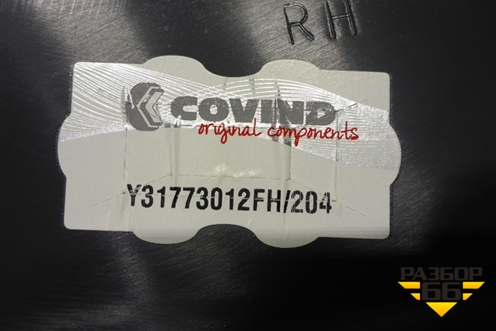 RH
COVIND
original components
Y31773012FH/204
РАЗБОР
66